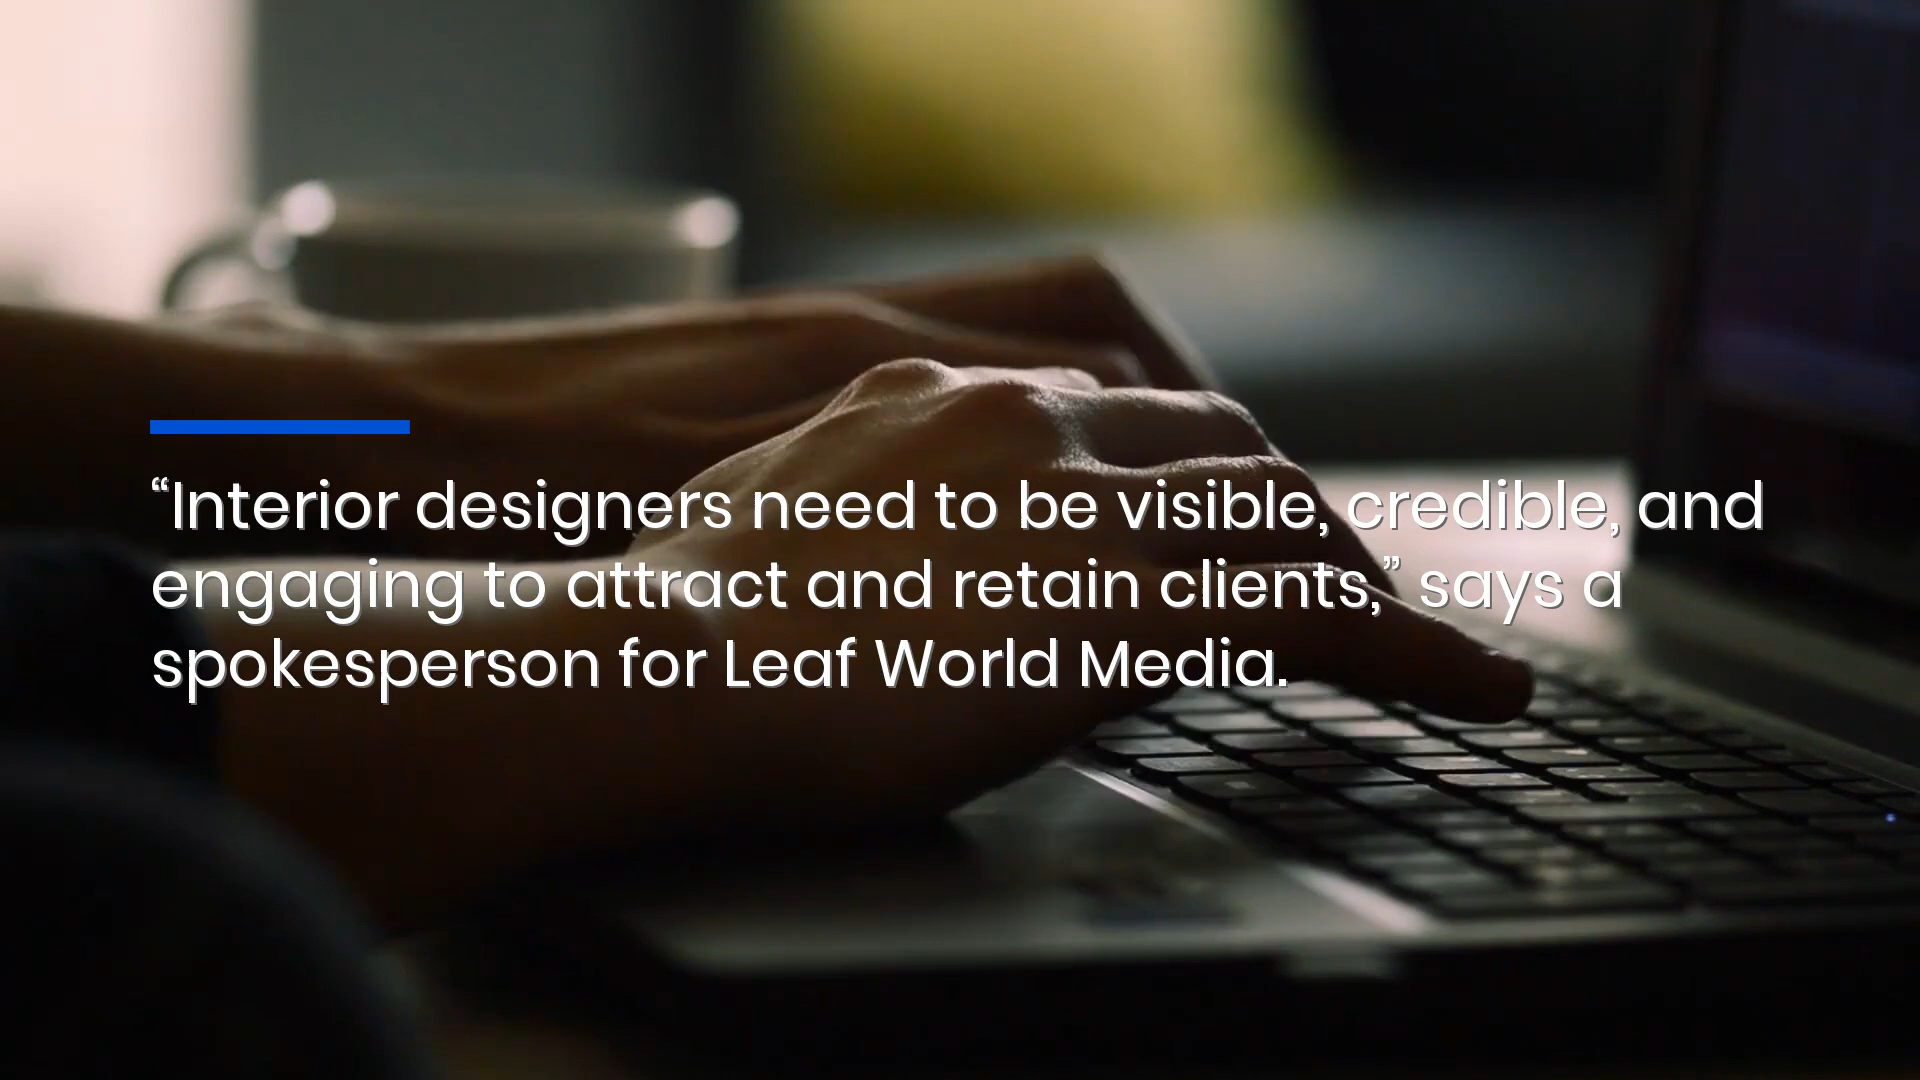 “Interior designers need to be visible, credible, and
engaging to attract and retain clients,” says a
spokesperson for Leaf World Media.